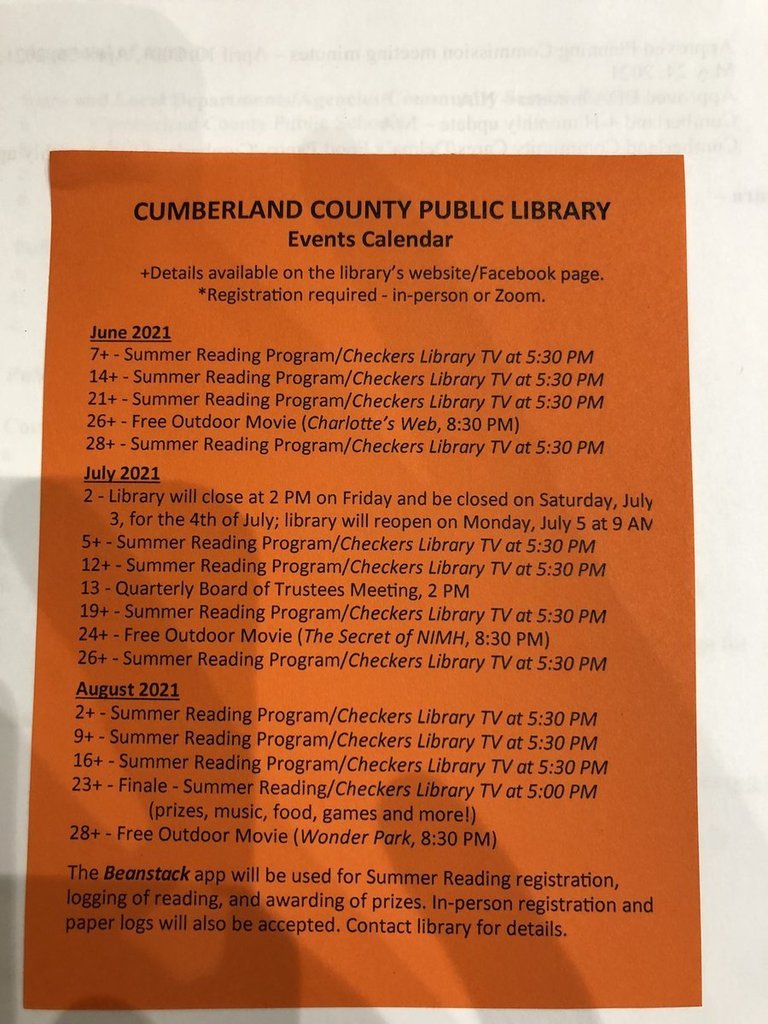 Approved Planning Commission meeting minutes – April
May 24, 2021
CUMBERLAND COUNTY PUBLIC LIBRARY
Events Calendar
+Details available on the library's website/Facebook page.
*Registration required - in-person or Zoom.
June 2021
7+ - Summer Reading Program/Checkers Library TV at 5:30 PM
14+ - Summer Reading Program/Checkers Library TV at 5:30 PM
21+ - Summer Reading Program/Checkers Library TV at 5:30 PM
26+ - Free Outdoor Movie (Charlotte's Web, 8:30 PM)
28+ - Summer Reading Program/Checkers Library TV at 5:30 PM
July 2021
2 - Library will close at 2 PM on Friday and be closed on Saturday, July
3, for the 4th of July; library will reopen on Monday, July 5 at 9 AM
5+ - Summer Reading Program/Checkers Library TV at 5:30 PM
12+ - Summer Reading Program/Checkers Library TV at 5:30 PM
13 - Quarterly Board of Trustees Meeting, 2 PM
19+ - Summer Reading Program/Checkers Library TV at 5:30 PM
24+ - Free Outdoor Movie (The Secret of NIMH, 8:30 PM)
26+ - Summer Reading Program/Checkers Library TV at 5:30 PM
August 2021
2+ - Summer Reading Program/Checkers Library TV at 5:30 PM
9+ - Summer Reading Program/Checkers Library TV at 5:30 PM
16+ - Summer Reading Program/Checkers Library TV at 5:30 PM
23+ - Finale - Summer Reading/Checkers Library TV at 5:00 PM
(prizes, music, food, games and more!)
28+ - Free Outdoor Movie (Wonder Park, 8:30 PM)
The Beanstack app will be used for Summer Reading registration,
logging of reading, and awarding of prizes. In-person registration and
paper logs will also be accepted. Contact library for details.